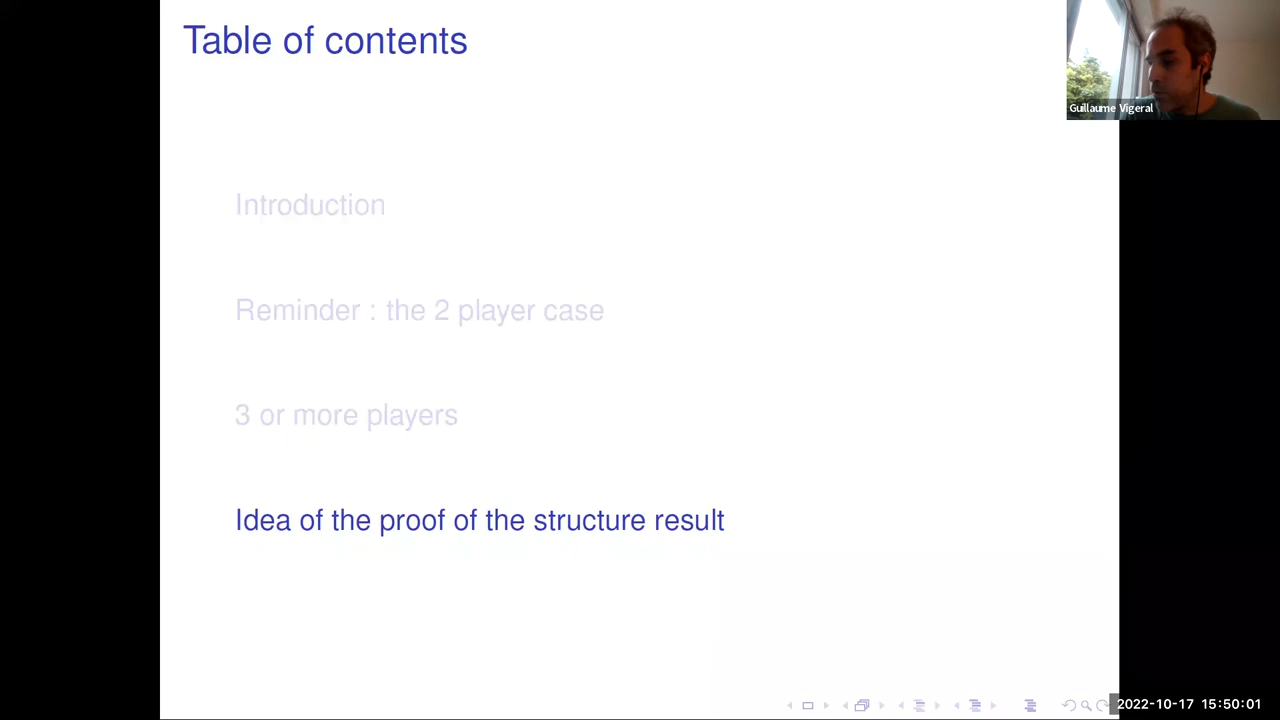 Table of contents
Guillaume Vigeral
Introduction
Reminder : the 2 player case
3 or more players
Idea of the proof of the structure result
2022-10-17 15:50:01